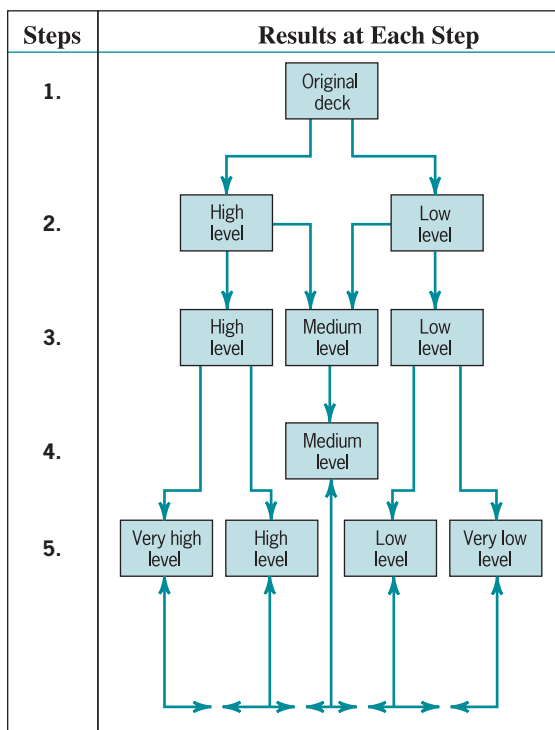 Steps
Results at Each Step
1.
Original
deck
2.
High
level
Low
level
3.
High
level
Medium
level
Low
level
4.
Medium
level
5.
Very high
level
High
level
Low
level
Very low
level